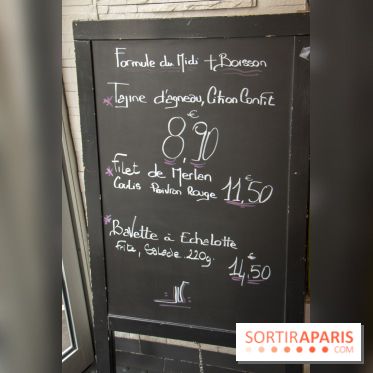 Formule du Midi + Boisson
* Tajine d'agneau, Citron Confit
8,90 €
* Filet de Merlan
Coulis Poivron Rouge 11,50 €
* Bavette à Echalotte
Frite, Salade 220g. 14,50 €
SORTIRAPARIS
.COM